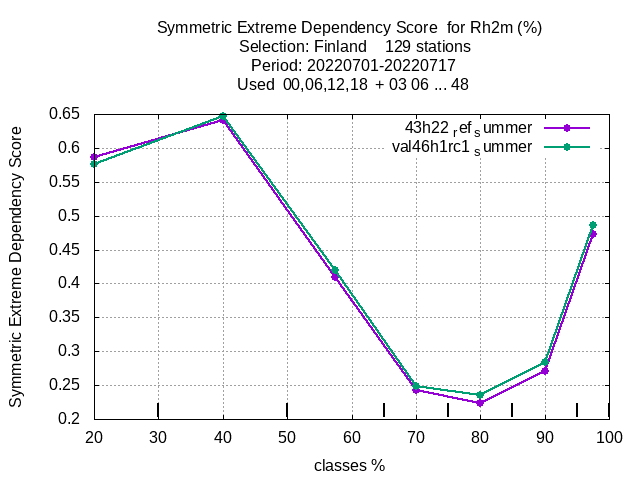 Symmetric Extreme Dependency Score  for Rh2m (%)
Selection: Finland    129 stations
Period: 20220701-20220717
Used  00,06,12,18  + 03 06 ... 48
43h22 ref summer
val46h1rc1 summer
Symmetric Extreme Dependency Score
0.65
0.6
0.55
0.5
0.45
0.4
0.35
0.3
0.25
0.2
20 30 40 50 60 70 80 90 100
classes %